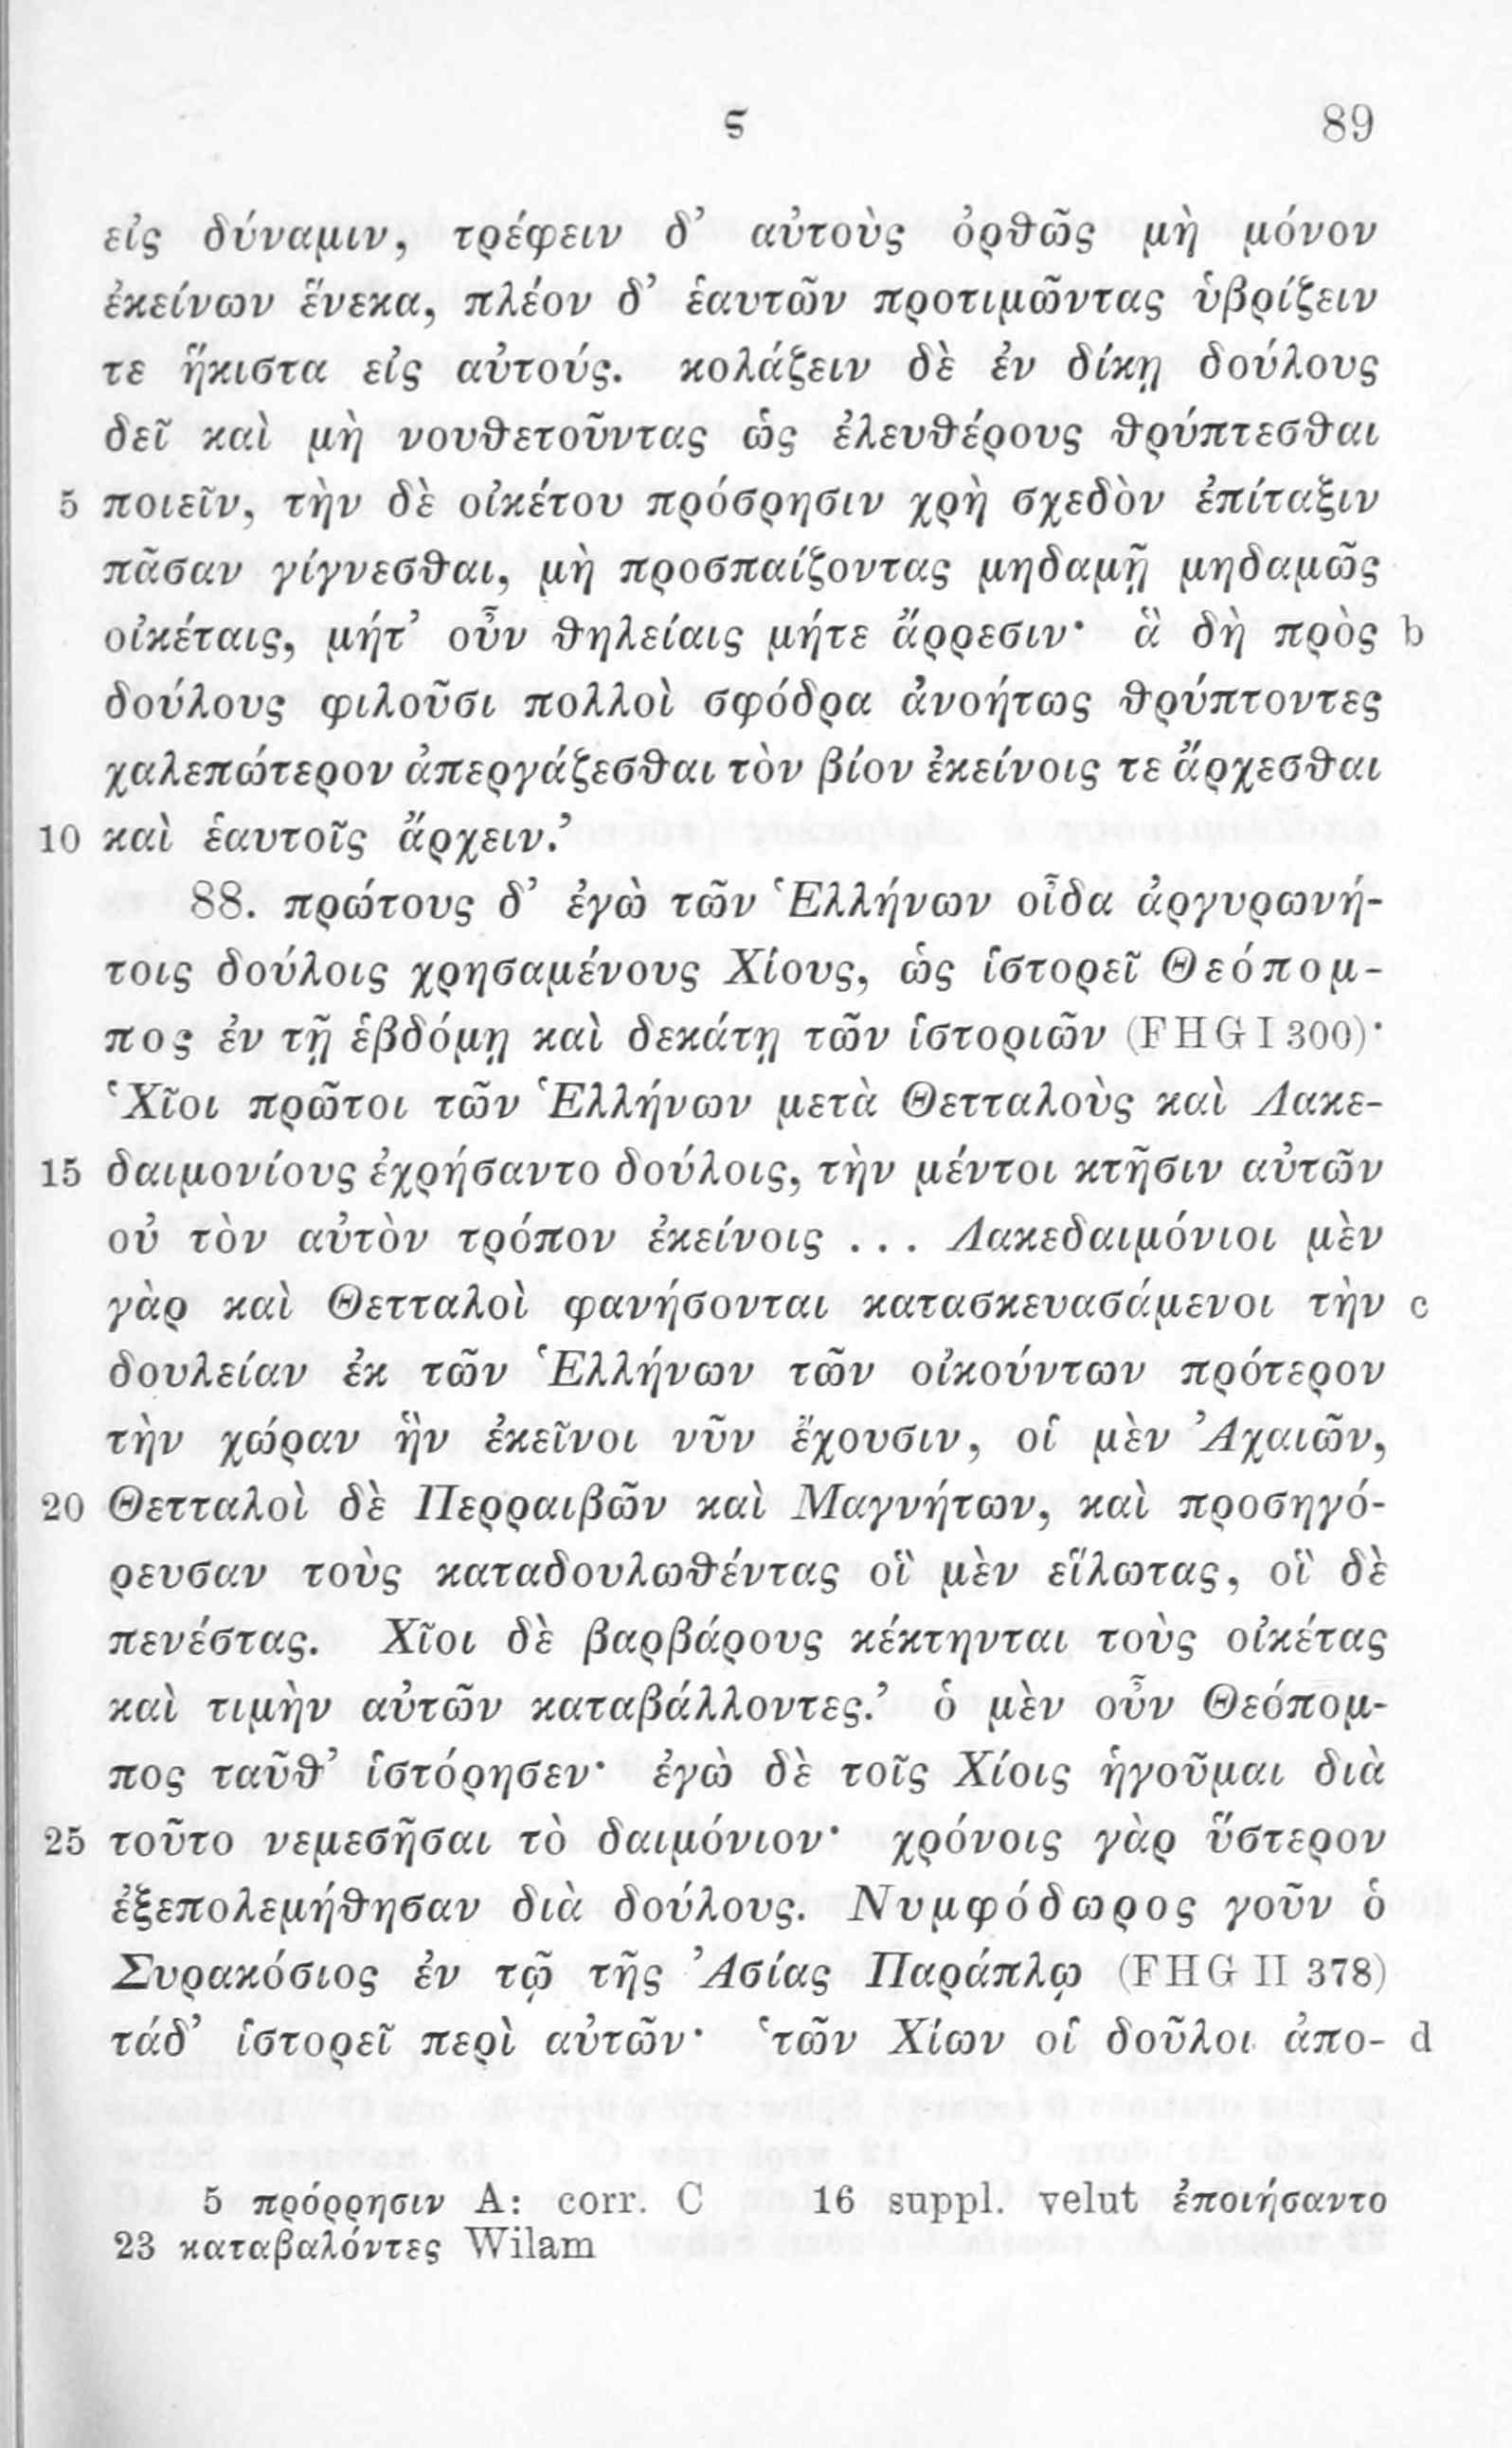 ς 89
εἰς δύναμιν, τρέφειν δ’ αὐτοὺς ὀρθῶς μὴ μόνον
ἐκείνων ἕνεκα, πλέον δ’ ἑαυτῶν προτιμῶντας ὑβρίζειν
τε ἥκιστα εἰς αὐτούς. κολάζειν δὲ ἐν δίκῃ δούλους
δεῖ καὶ μὴ νουθετοῦντας ὡς ἐλευθέρους θρύπτεσθαι
5 ποιεῖν, τὴν δὲ οἰκέτου πρόσρησιν χρὴ σχεδὸν ἐπίταξιν
πᾶσαν γίγνεσθαι, μὴ προσπαίζοντας μηδαμῇ μηδαμῶς
οἰκέταις, μήτ’ οὖν θηλείαις μήτε ἄρρεσιν· ἃ δὴ πρὸς b
δούλους φιλοῦσι πολλοὶ σφόδρα ἀνοήτως θρύπτοντες
χαλεπώτερον ἀπεργάζεσθαι τὸν βίον ἐκείνοις τε ἄρχεσθαι
10 καὶ ἑαυτοῖς ἄρχειν.’
88. πρώτους δ’ ἐγὼ τῶν Ἑλλήνων οἶδα ἀργυρωνή-
τοις δούλοις χρησαμένους Χίους, ὡς ἱστορεῖ Θεόπομ-
πος ἐν τῇ ἑβδόμῃ καὶ δεκάτῃ τῶν ἱστοριῶν (FHG I 300)·
‘Χῖοι πρῶτοι τῶν Ἑλλήνων μετὰ Θετταλοὺς καὶ Λακε-
15 δαιμονίους ἐχρήσαντο δούλοις, τὴν μέντοι κτῆσιν αὐτῶν
οὐ τὸν αὐτὸν τρόπον ἐκείνοις ... Λακεδαιμόνιοι μὲν
γὰρ καὶ Θετταλοὶ φανήσονται κατασκευασάμενοι τὴν c
δουλείαν ἐκ τῶν Ἑλλήνων τῶν οἰκούντων πρότερον
τὴν χώραν ἣν ἐκεῖνοι νῦν ἔχουσιν, οἱ μὲν Ἀχαιῶν,
20 Θετταλοὶ δὲ Περραιβῶν καὶ Μαγνήτων, καὶ προσηγό-
ρευσαν τοὺς καταδουλωθέντας οἳ μὲν εἵλωτας, οἳ δὲ
πενέστας. Χῖοι δὲ βαρβάρους κέκτηνται τοὺς οἰκέτας
καὶ τιμὴν αὐτῶν καταβάλλοντες.’ ὁ μὲν οὖν Θεόπομ-
πος ταῦθ’ ἱστόρησεν· ἐγὼ δὲ τοῖς Χίοις ἡγοῦμαι διὰ
25 τοῦτο νεμεσῆσαι τὸ δαιμόνιον· χρόνοις γὰρ ὕστερον
ἐξεπολεμήθησαν διὰ δούλους. Νυμφόδωρος γοῦν ὁ
Συρακόσιος ἐν τῷ τῆς Ἀσίας Παράπλῳ (FHG II 378)
τάδ’ ἱστορεῖ περὶ αὐτῶν· ‘τῶν Χίων οἱ δοῦλοι ἀπο- d
5 πρόρρησιν A: corr. C 16 suppl. velut ἐποιήσαντο
23 καταβαλόντες Wilam